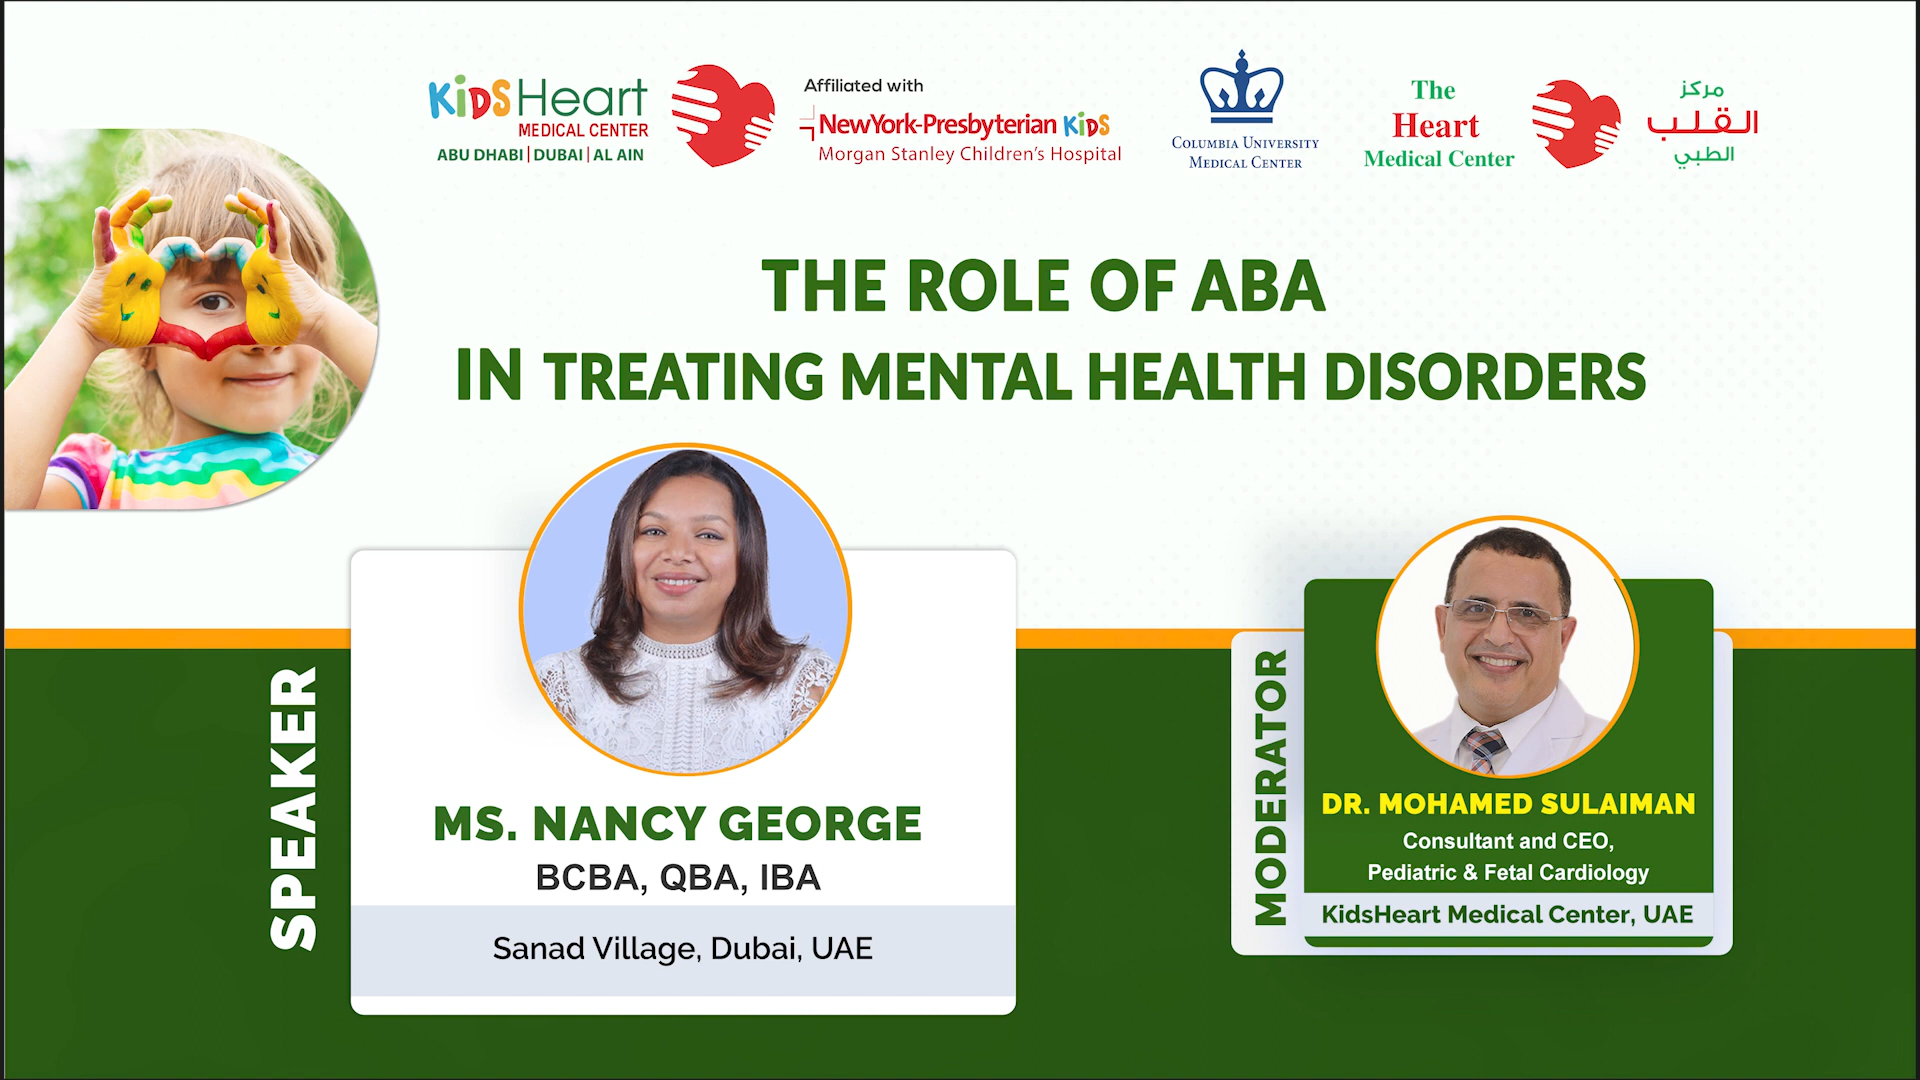 KiDS Heart
MEDICAL CENTER
ABU DHABI | DUBAI | AL AIN
Affiliated with
NewYork-Presbyterian KiDS
Morgan Stanley Children's Hospital
COLUMBIA UNIVERSITY
MEDICAL CENTER
The
Heart
Medical Center
مركز
القلب
الطبي
THE ROLE OF ABA
IN TREATING MENTAL HEALTH DISORDERS
SPEAKER
MS. NANCY GEORGE
BCBA, QBA, IBA
Sanad Village, Dubai, UAE
MODERATOR
DR. MOHAMED SULAIMAN
Consultant and CEO,
Pediatric & Fetal Cardiology
KidsHeart Medical Center, UAE